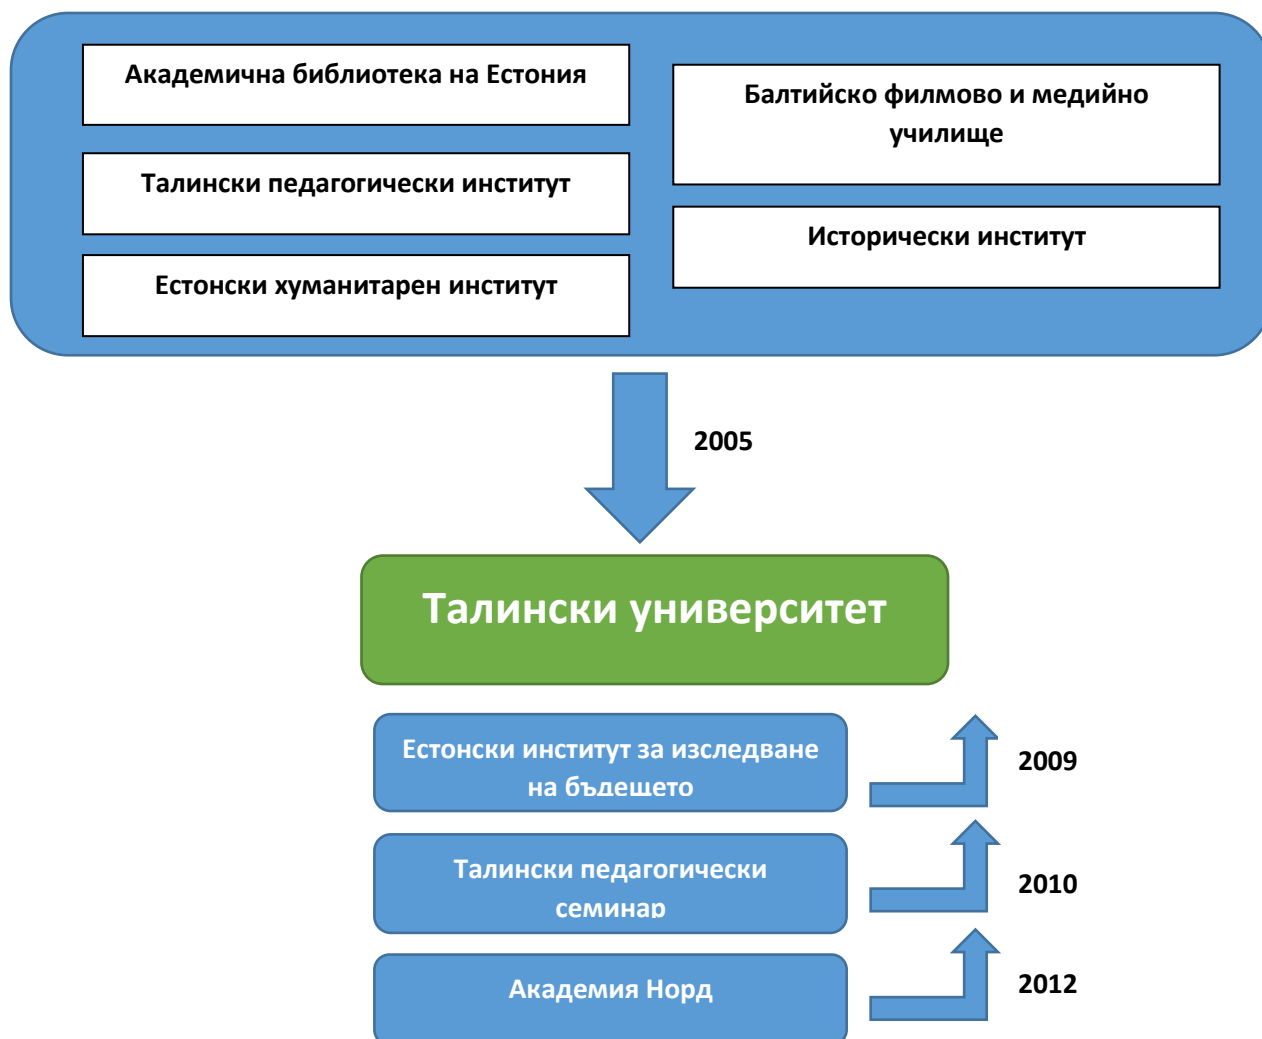 Академична библиотека на Естония
Талински педагогически институт
Естонски хуманитарен институт
Балтийско филмово и медийно
училище
Исторически институт
2005
Талински университет
Естонски институт за изследване
на бъдещето
2009
Талински педагогически
семинар
2010
Академия Норд
2012